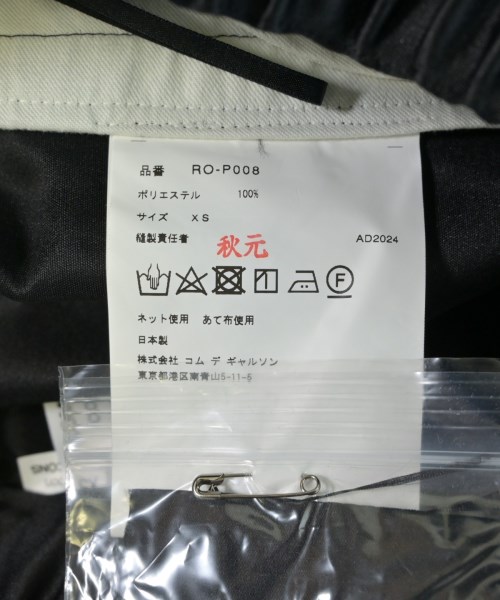 品番 RO-P008
ポリエステル 100%
サイズ XS
縫製責任者 秋元 AD2024
F
ネット使用 あて布使用
日本製
株式会社 コム デ ギャルソン
東京都港区南青山5-11-5